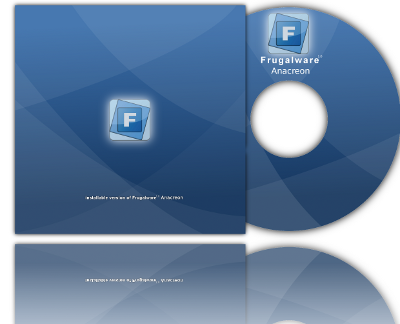 F
Installable version of Frugalware™ Anacreon
F
Frugalware™
Anacreon